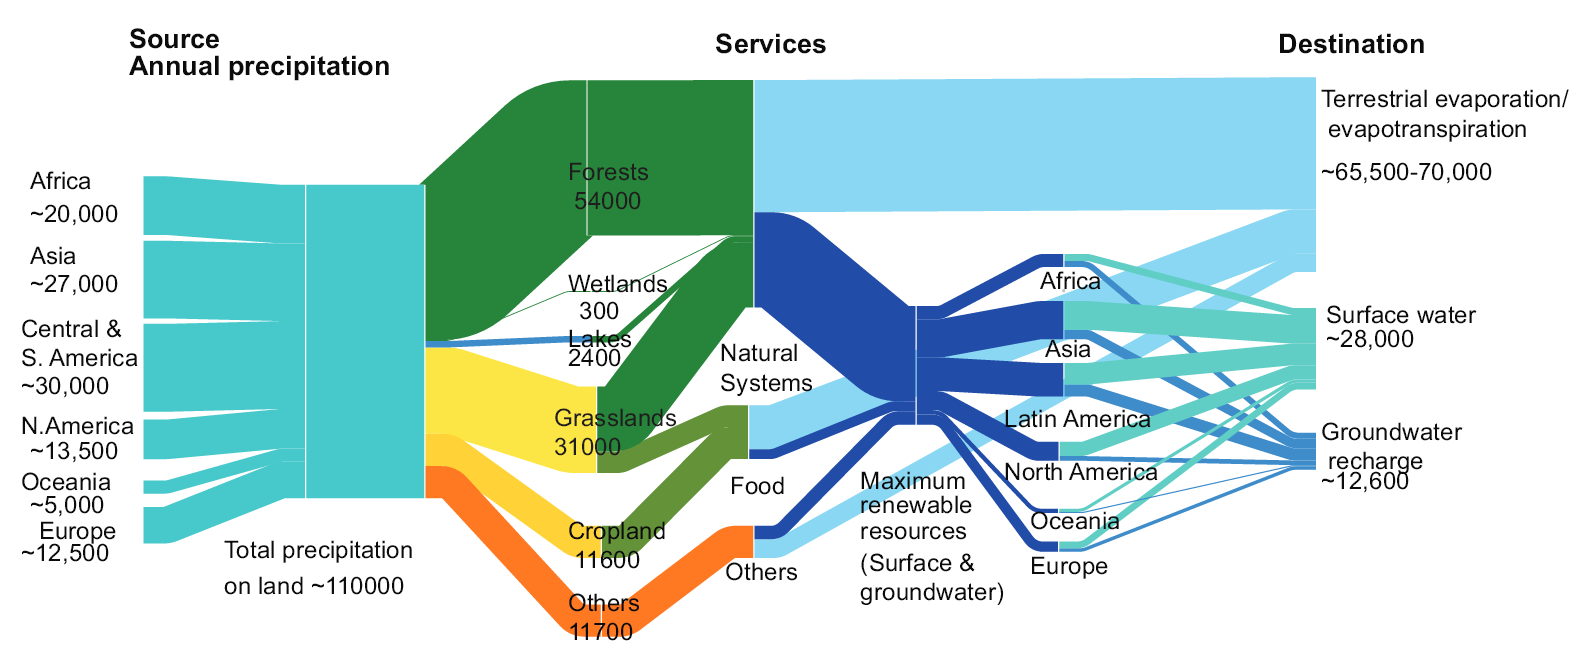 Source
Annual precipitation
Services
Destination
Africa
~20,000
Asia
~27,000
Central &
S. America
~30,000
N.America
~13,500
Oceania
~5,000
Europe
~12,500
Total precipitation
on land ~110000
Forests
54000
Wetlands
300
Lakes
2400
Grasslands
31000
Cropland
11600
Others
11700
Natural
Systems
Food
Others
Maximum
renewable
resources
(Surface &
groundwater)
Africa
Asia
Latin America
North America
Oceania
Europe
Terrestrial evaporation/
evapotranspiration
~65,500-70,000
Surface water
~28,000
Groundwater
recharge
~12,600